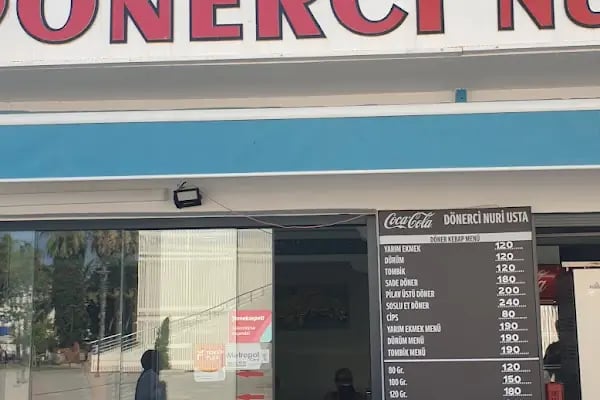 DÖNERCİ NU
Coca-Cola DÖNERCİ NURİ USTA
DÖNER KEBAP MENÜ
YARIM EKMEK 120
DÜRÜM 120
TOMBİK 120
SADE DÖNER 180
PİLAV ÜSTÜ DÖNER 200
SOSLU ET DÖNER 240
CİPS 80
YARIM EKMEK MENÜ 190
DÜRÜM MENÜ 190
TOMBİK MENÜ 190
80 Gr. 120
100 Gr. 150
120 Gr. 180
Yemeksepeti
Metropol